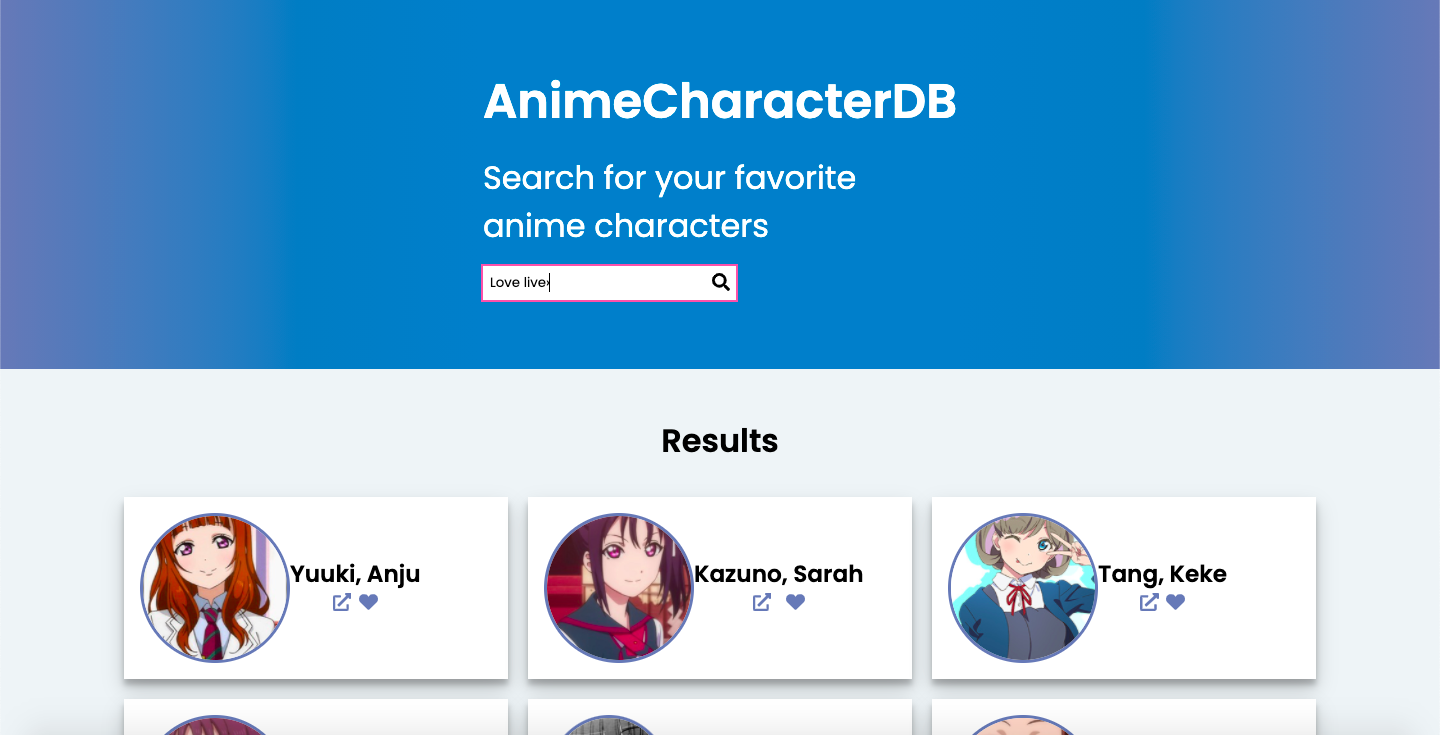 AnimeCharacterDB
Search for your favorite
anime characters
Love live
Results
Yuuki, Anju
Kazuno, Sarah
Tang, Keke